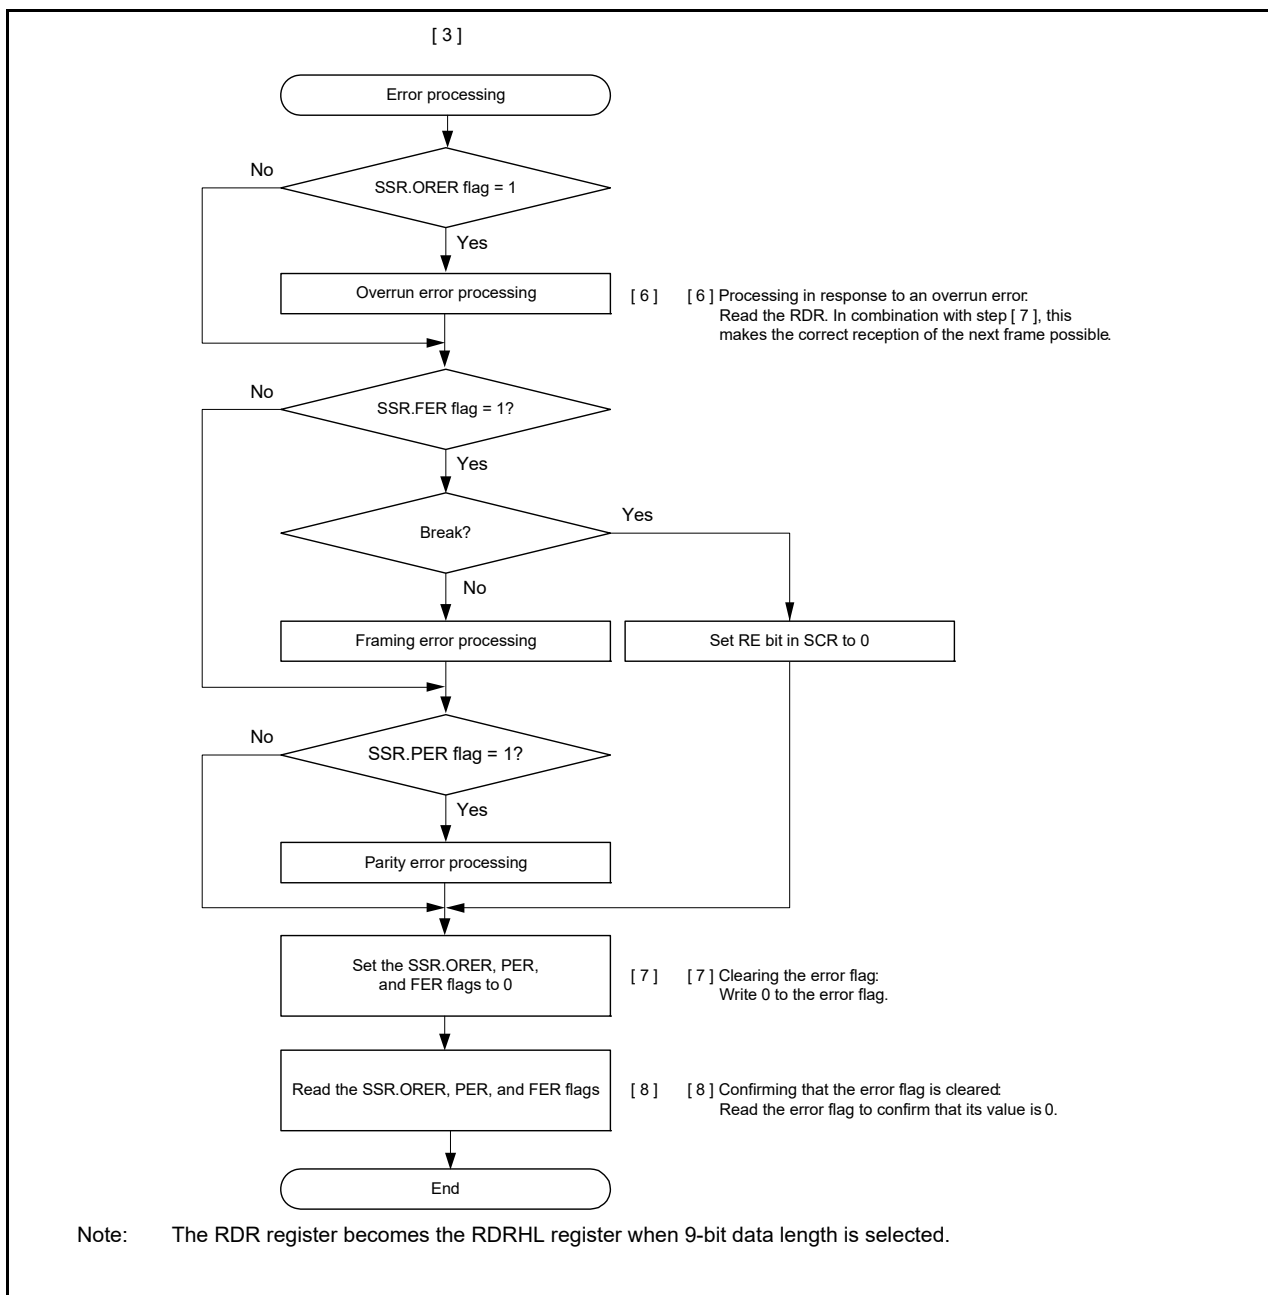 [ 3 ]
Error processing
No
SSR.ORER flag = 1
Yes
Overrun error processing
[ 6 ]
[ 6 ] Processing in response to an overrun error:
Read the RDR. In combination with step [ 7 ], this
makes the correct reception of the next frame possible.
No
SSR.FER flag = 1?
Yes
Break?
Yes
No
Framing error processing
Set RE bit in SCR to 0
No
SSR.PER flag = 1?
Yes
Parity error processing
Set the SSR.ORER, PER,
and FER flags to 0
[ 7 ]
[ 7 ] Clearing the error flag:
Write 0 to the error flag.
Read the SSR.ORER, PER, and FER flags
[ 8 ]
[ 8 ] Confirming that the error flag is cleared:
Read the error flag to confirm that its value is 0.
End
Note: The RDR register becomes the RDRHL register when 9-bit data length is selected.